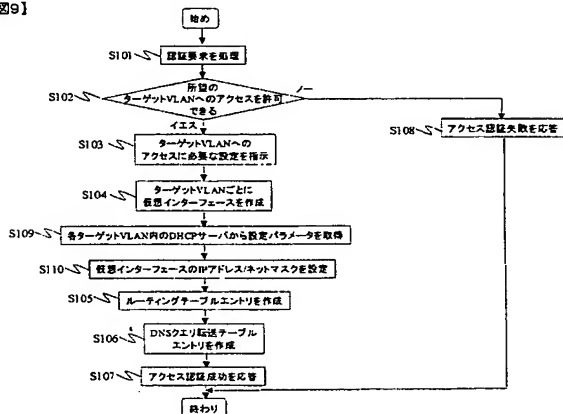 図9】
始め
S101
認証要求を処理
S102
所望の
ターゲットVLANへのアクセスを許可
できる
ノー
イエス
S103
ターゲットVLANへの
アクセスに必要な設定を指示
S108
アクセス認証失敗を応答
S104
ターゲットVLANごとに
仮想インターフェースを作成
S109
各ターゲットVLAN内のDHCPサーバから設定パラメータを取得
S110
仮想インターフェースのIPアドレス/ネットマスクを設定
S105
ルーティングテーブルエントリを作成
S106
DNSクエリ転送テーブル
エントリを作成
S107
アクセス認証成功を応答
終わり